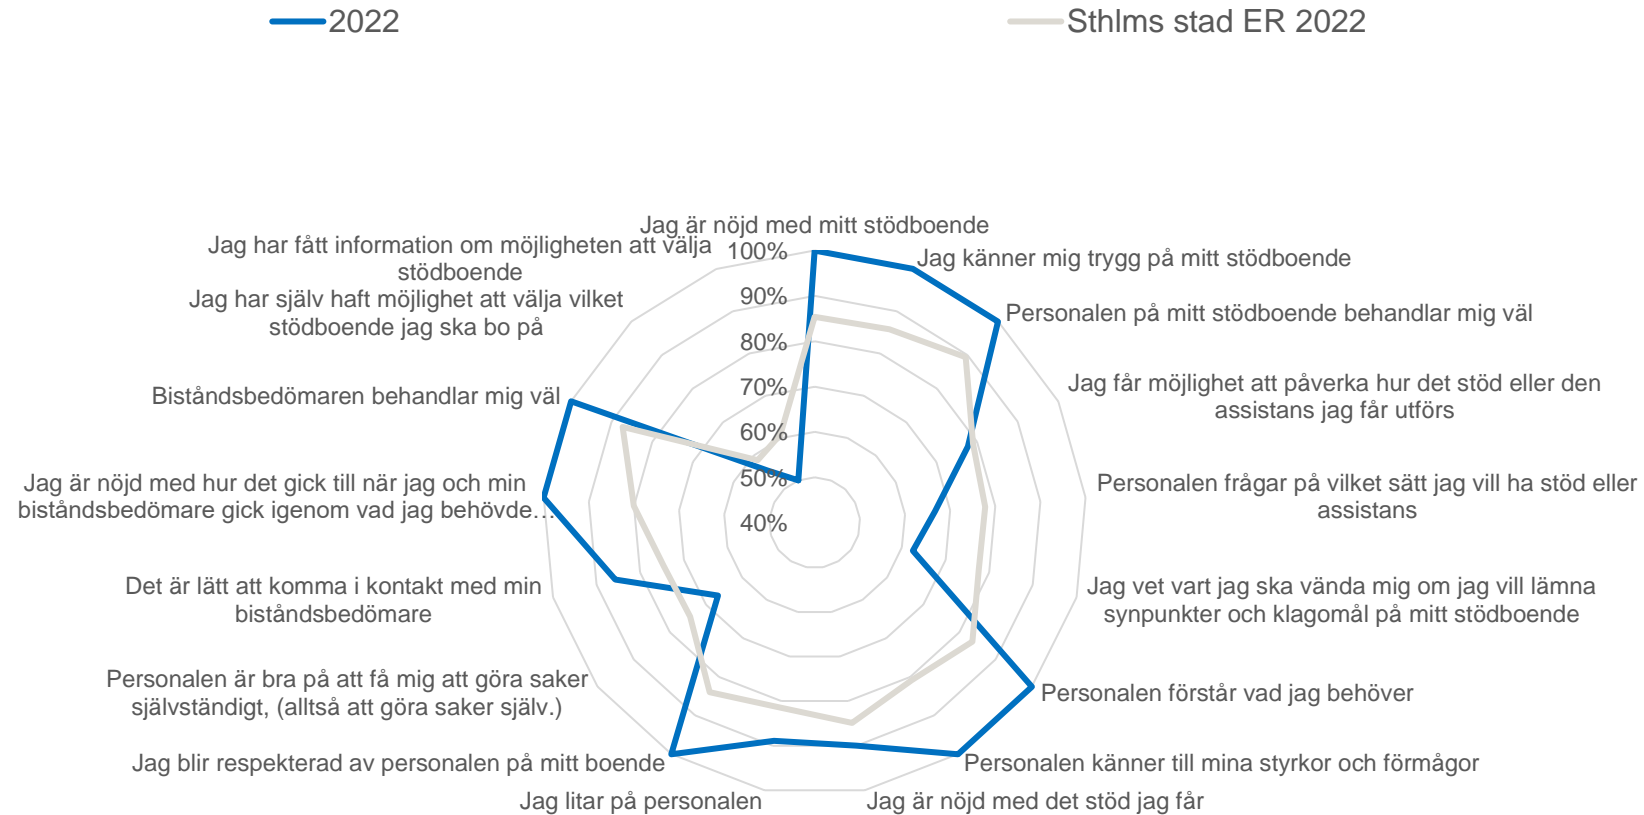 2022
Sthlms stad ER 2022
Jag är nöjd med mitt stödboende
Jag känner mig trygg på mitt stödboende
Personalen på mitt stödboende behandlar mig väl
Jag får möjlighet att påverka hur det stöd eller den
assistans jag får utförs
Personalen frågar på vilket sätt jag vill ha stöd eller
assistans
Jag vet vart jag ska vända mig om jag vill lämna
synpunkter och klagomål på mitt stödboende
Personalen förstår vad jag behöver
Personalen känner till mina styrkor och förmågor
Jag är nöjd med det stöd jag får
Jag litar på personalen
Jag blir respekterad av personalen på mitt boende
Personalen är bra på att få mig att göra saker
självständigt, (alltså att göra saker själv.)
Det är lätt att komma i kontakt med min
biståndsbedömare
Jag är nöjd med hur det gick till när jag och min
biståndsbedömare gick igenom vad jag behövde…
Biståndsbedömaren behandlar mig väl
Jag har själv haft möjlighet att välja vilket
stödboende jag ska bo på
Jag har fått information om möjligheten att välja
stödboende
100%
90%
80%
70%
60%
50%
40%